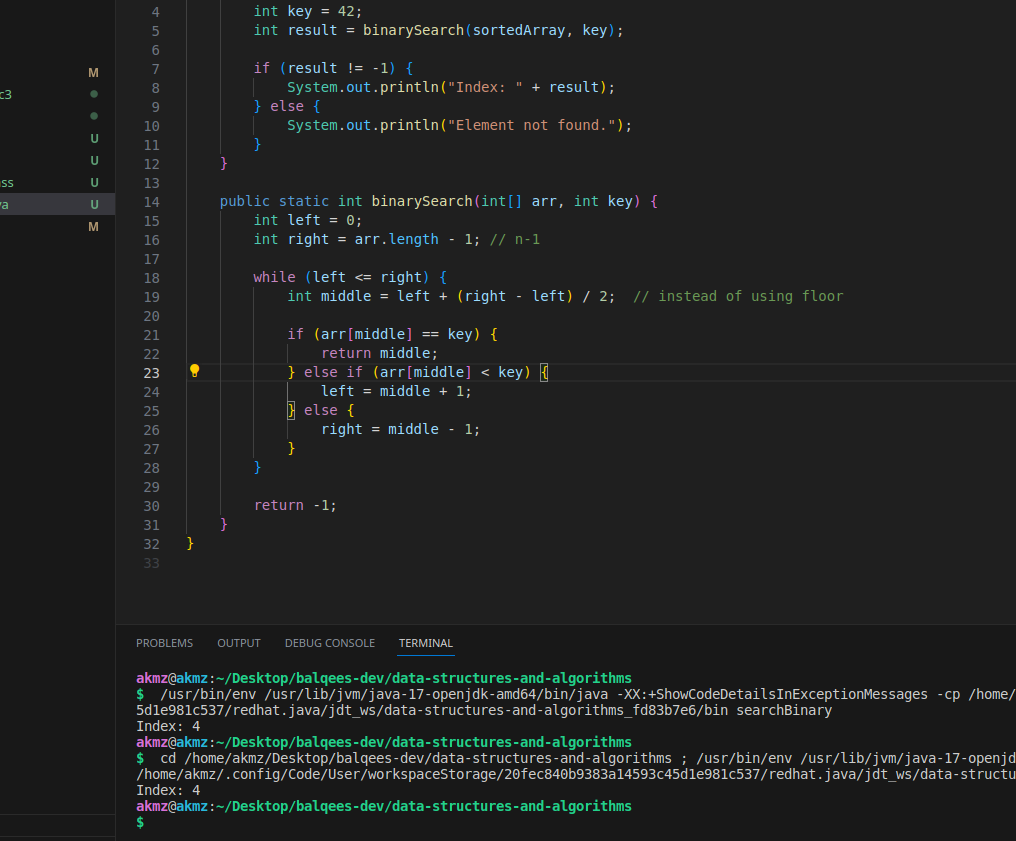 4 int key = 42;
5 int result = binarySearch(sortedArray, key);
6
M
7 if (result != -1) {
c3
8 System.out.println("Index: " + result);
9 } else {
10 System.out.println("Element not found.");
U
11 }
U
12 }
ss U
13
va U
14 public static int binarySearch(int[] arr, int key) {
15 int left = 0;
M
16 int right = arr.length - 1; // n-1
17
18 while (left <= right) {
19 int middle = left + (right - left) / 2; // instead of using floor
20
21 if (arr[middle] == key) {
22 return middle;
23 } else if (arr[middle] < key) {
24 left = middle + 1;
25 } else {
26 right = middle - 1;
27 }
28 }
29
30 return -1;
31 }
32 }
33
PROBLEMS OUTPUT DEBUG CONSOLE TERMINAL
akmz@akmz:~/Desktop/balqees-dev/data-structures-and-algorithms
$ /usr/bin/env /usr/lib/jvm/java-17-openjdk-amd64/bin/java -XX:+ShowCodeDetailsInExceptionMessages -cp /home/
5d1e981c537/redhat.java/jdt_ws/data-structures-and-algorithms_fd83b7e6/bin searchBinary
Index: 4
akmz@akmz:~/Desktop/balqees-dev/data-structures-and-algorithms
$ cd /home/akmz/Desktop/balqees-dev/data-structures-and-algorithms ; /usr/bin/env /usr/lib/jvm/java-17-openjd
/home/akmz/.config/Code/User/workspaceStorage/20fec840b9383a14593c45d1e981c537/redhat.java/jdt_ws/data-structu
Index: 4
akmz@akmz:~/Desktop/balqees-dev/data-structures-and-algorithms
$